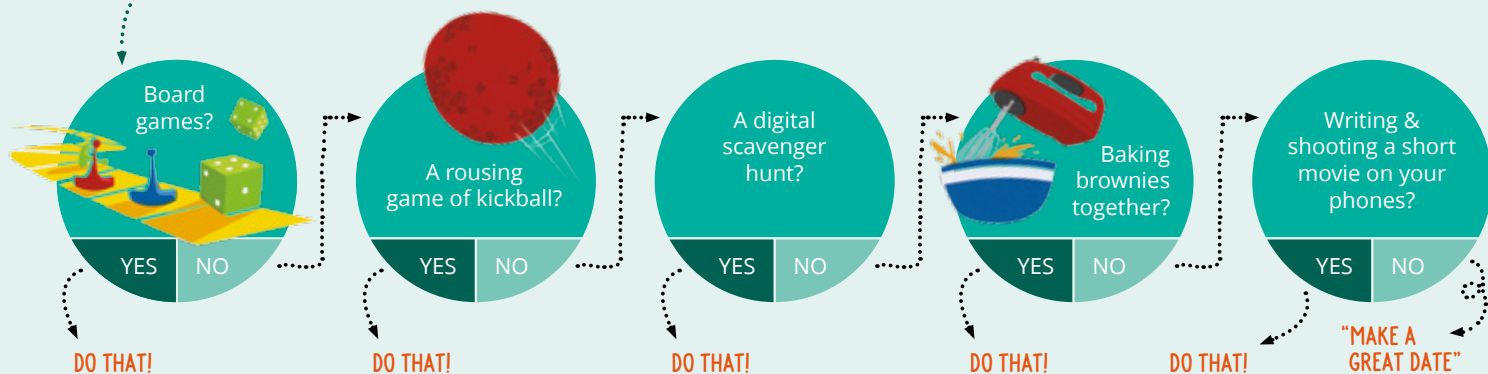 Board
games?
YES
NO
DO THAT!
A rousing
game of kickball?
YES
NO
DO THAT!
A digital
scavenger
hunt?
YES
NO
DO THAT!
Baking
brownies
together?
YES
NO
DO THAT!
Writing &
shooting a short
movie on your
phones?
YES
NO
DO THAT!
“MAKE A
GREAT DATE”